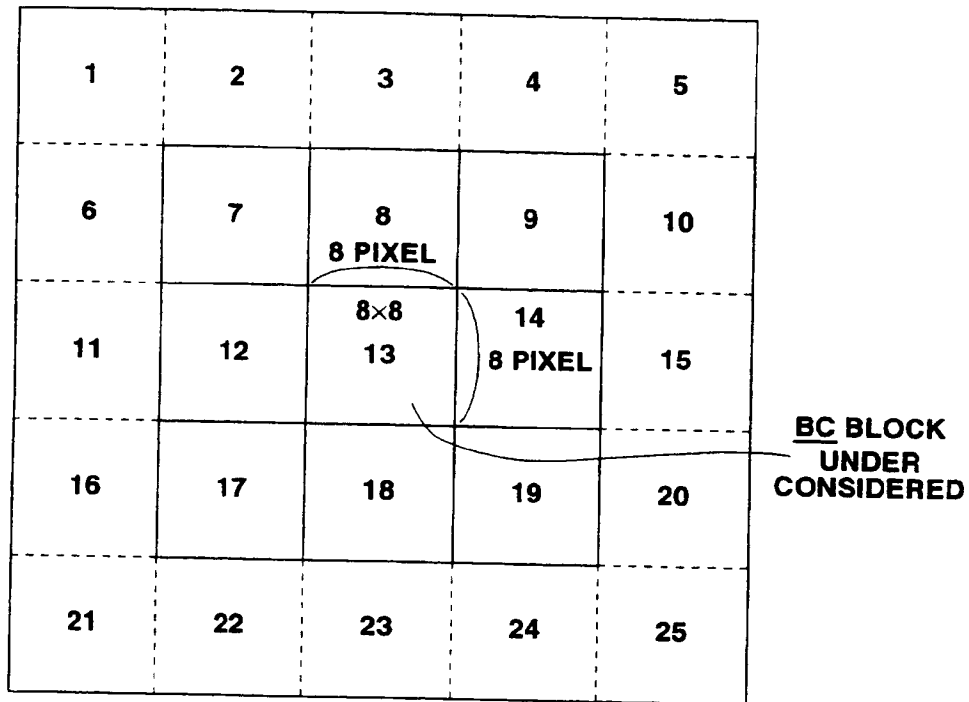 1 2 3 4 5
6 7 8 9 10
8 PIXEL
8×8 14
11 12 13 8 PIXEL 15
BC BLOCK
UNDER
CONSIDERED
16 17 18 19 20
21 22 23 24 25